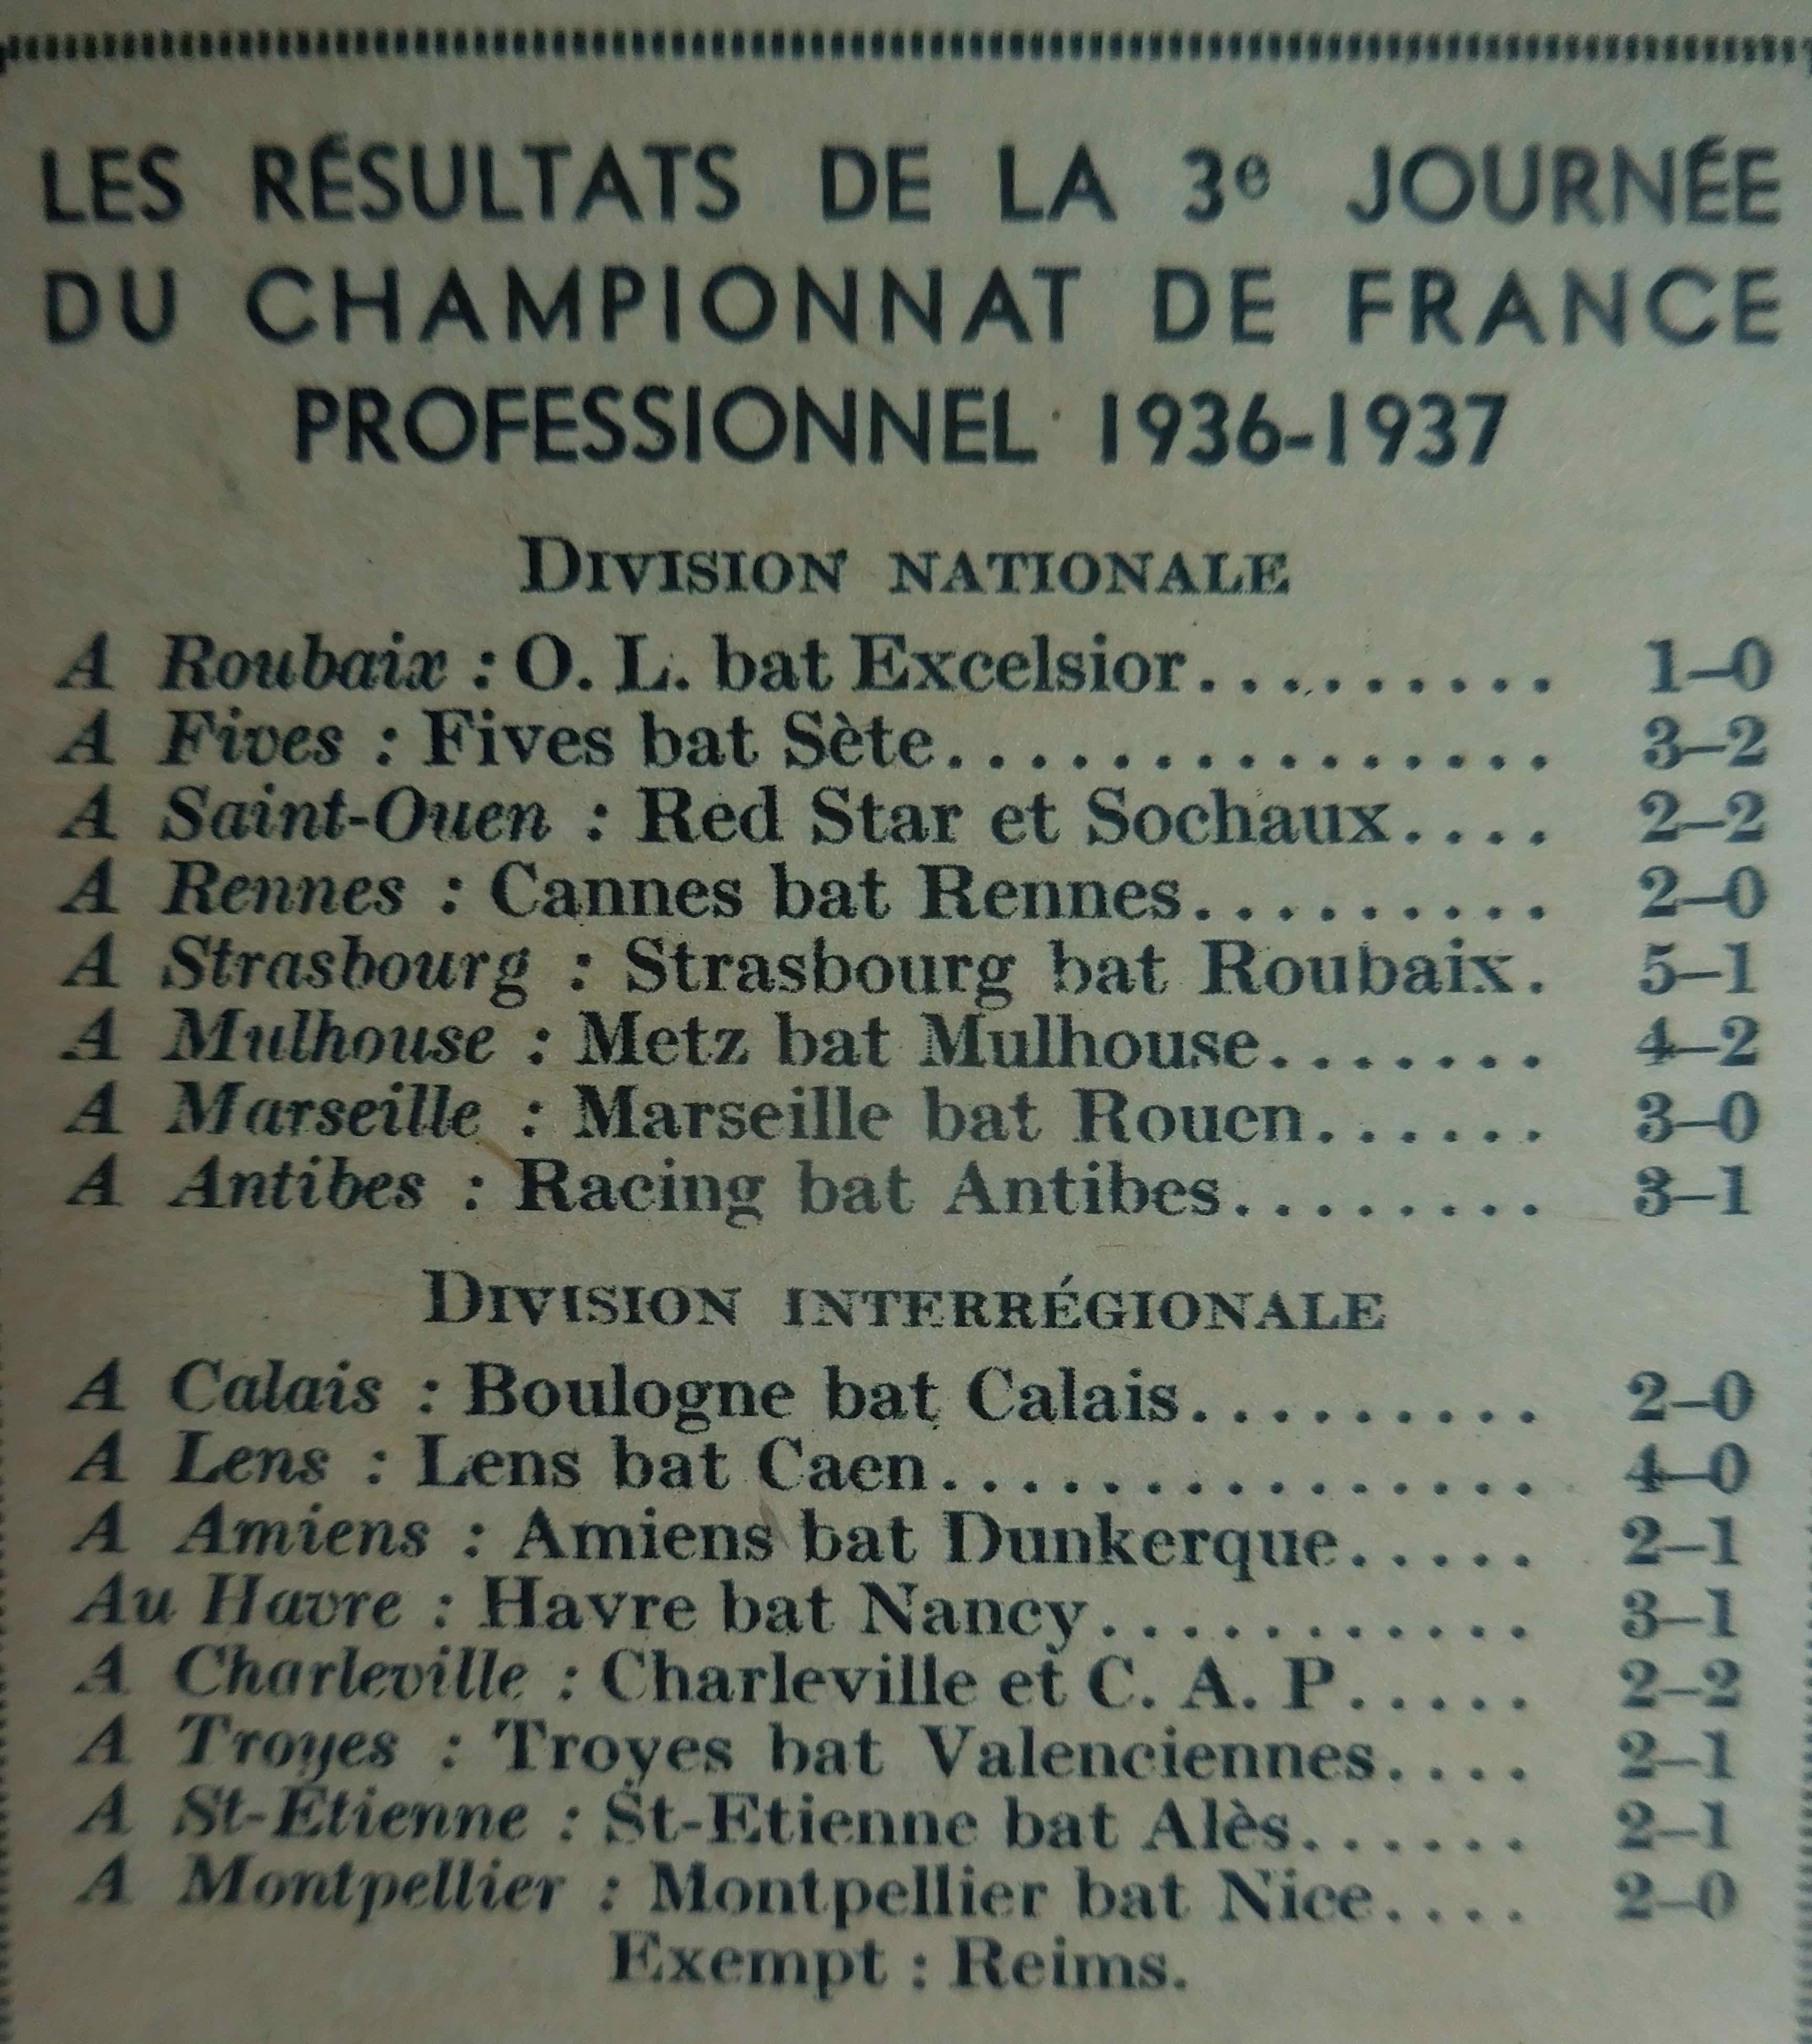 LES RÉSULTATS DE LA 3e JOURNÉE
DU CHAMPIONNAT DE FRANCE
PROFESSIONNEL 1936-1937
DIVISION NATIONALE
A Roubaix : O. L. bat Excelsior......... 1-0
A Fives : Fives bat Sète............... 3-2
A Saint-Ouen : Red Star et Sochaux.... 2-2
A Rennes : Cannes bat Rennes......... 2-0
A Strasbourg : Strasbourg bat Roubaix. 5-1
A Mulhouse : Metz bat Mulhouse....... 4-2
A Marseille : Marseille bat Rouen...... 3-0
A Antibes : Racing bat Antibes........ 3-1
DIVISION INTERRÉGIONALE
A Calais : Boulogne bat Calais......... 2-0
A Lens : Lens bat Caen............... 4-0
A Amiens : Amiens bat Dunkerque..... 2-1
Au Havre : Havre bat Nancy........... 3-1
A Charleville : Charleville et C. A. P..... 2-2
A Troyes : Troyes bat Valenciennes.... 2-1
A St-Étienne : St-Etienne bat Alès...... 2-1
A Montpellier : Montpellier bat Nice.... 2-0
Exempt : Reims.